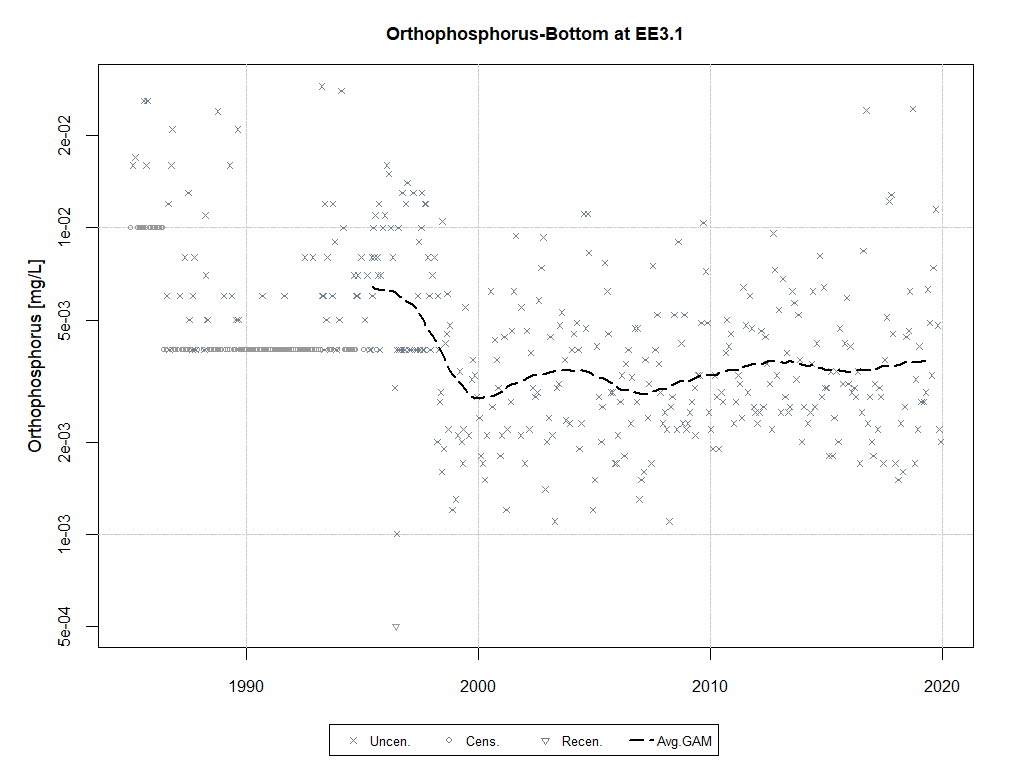 Orthophosphorus-Bottom at EE3.1
Orthophosphorus [mg/L]
2e-02
1e-02
5e-03
2e-03
1e-03
5e-04
1990 2000 2010 2020
Uncen. Cens. Recen. Avg.GAM